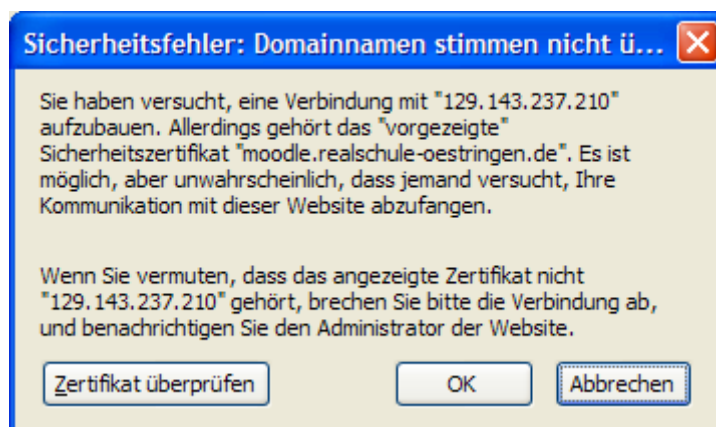 Sicherheitsfehler: Domainnamen stimmen nicht ü...
Sie haben versucht, eine Verbindung mit "129.143.237.210"
aufzubauen. Allerdings gehört das "vorgezeigte"
Sicherheitszertifikat "moodle.realschule-oestringen.de". Es ist
möglich, aber unwahrscheinlich, dass jemand versucht, Ihre
Kommunikation mit dieser Website abzufangen.
Wenn Sie vermuten, dass das angezeigte Zertifikat nicht
"129.143.237.210" gehört, brechen Sie bitte die Verbindung ab,
und benachrichtigen Sie den Administrator der Website.
Zertifikat überprüfen OK Abbrechen